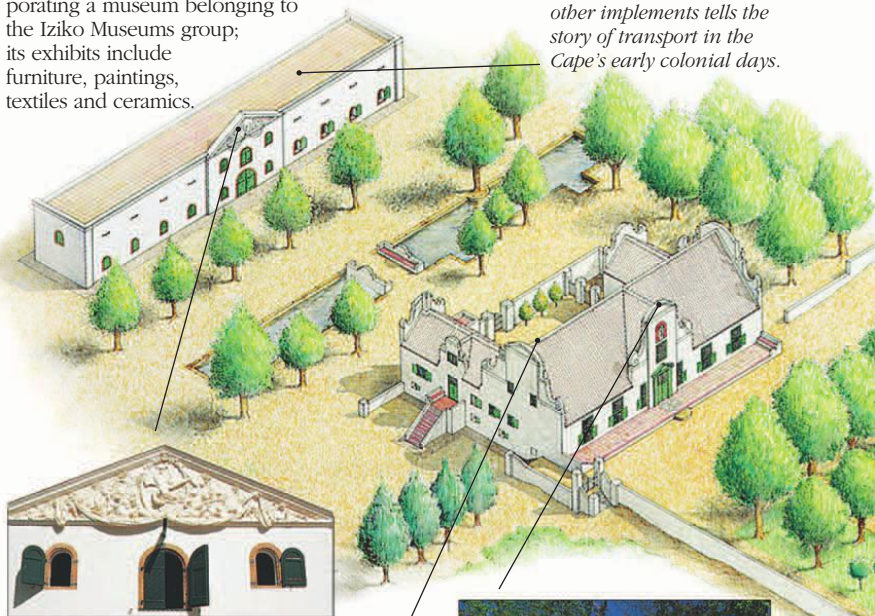 porating a museum belonging to
the Iziko Museums group;
its exhibits include
furniture, paintings,
textiles and ceramics.
other implements tells the
story of transport in the
Cape’s early colonial days.